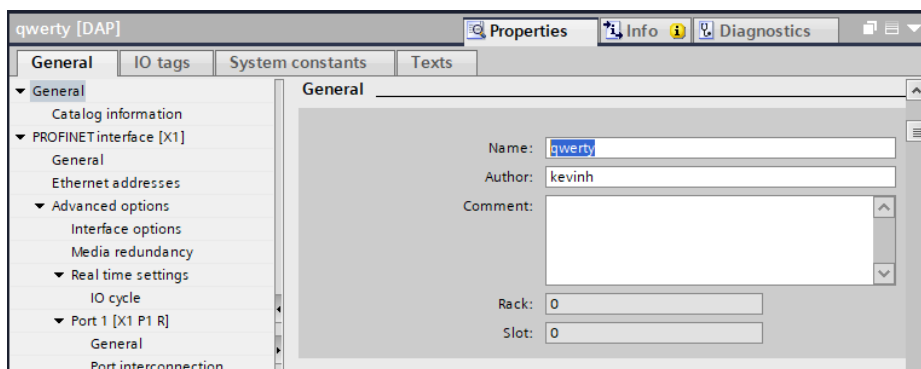 qwerty [DAP]
Properties
Info
Diagnostics
General
IO tags
System constants
Texts
General
Catalog information
PROFINET interface [X1]
General
Ethernet addresses
Advanced options
Interface options
Media redundancy
Real time settings
IO cycle
Port 1 [X1 P1 R]
General
Port interconnection
General
Name: qwerty
Author: kevinh
Comment:
Rack: 0
Slot: 0